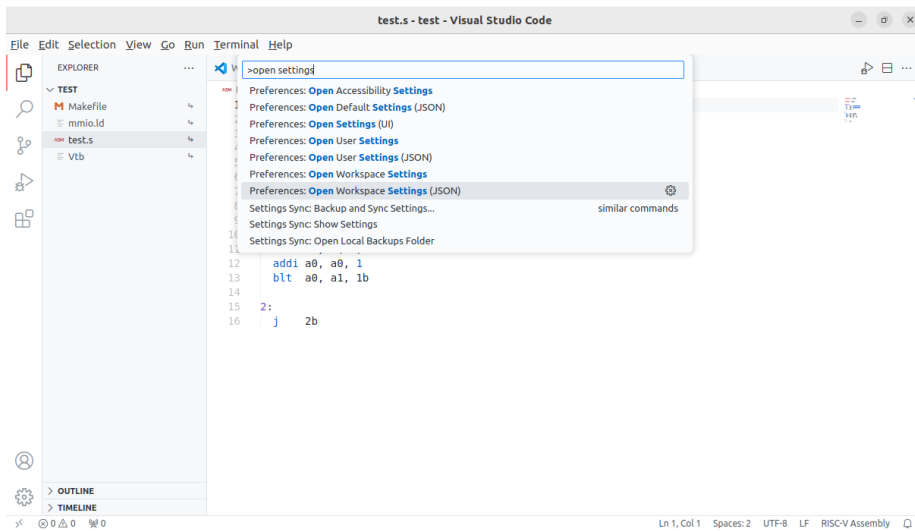 test.s - test - Visual Studio Code
File Edit Selection View Go Run Terminal Help
EXPLORER
TEST
Makefile
mmio.ld
test.s
Vtb
>open settings
Preferences: Open Accessibility Settings
Preferences: Open Default Settings (JSON)
Preferences: Open Settings (UI)
Preferences: Open User Settings
Preferences: Open User Settings (JSON)
Preferences: Open Workspace Settings
Preferences: Open Workspace Settings (JSON)
Settings Sync: Backup and Sync Settings... similar commands
Settings Sync: Show Settings
Settings Sync: Open Local Backups Folder
12 addi a0, a0, 1
13 blt a0, a1, 1b
14
15 2:
16 j 2b
OUTLINE
TIMELINE
0 0 0 Ln 1, Col 1 Spaces: 2 UTF-8 LF RISC-V Assembly